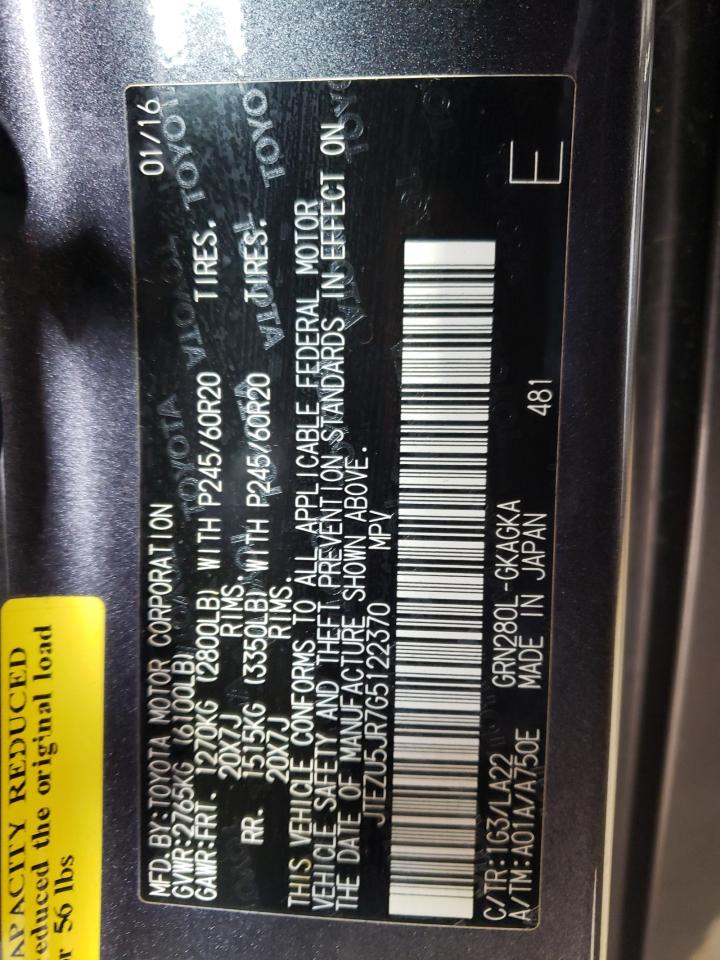 MFD. BY:TOYOTA MOTOR CORPORATION 01/16
GVWR:2765KG (6100LB)
GAWR:FRT. 1270KG (2800LB) WITH P245/60R20 TIRES.
20X7J RIMS.
RR. 1515KG (3350LB) WITH P245/60R20 TIRES.
20X7J RIMS.
THIS VEHICLE CONFORMS TO ALL APPLICABLE FEDERAL MOTOR
VEHICLE SAFETY AND THEFT PREVENTION STANDARDS IN EFFECT ON
THE DATE OF MANUFACTURE SHOWN ABOVE.
JTEZU5JR7G5122370 MPV
C/TR:1G3/LA22 GRN280L-GKAGKA
A/TM:A01A/A750E MADE IN JAPAN 481 E
APACITY REDUCED
educed the original load
r 56 lbs